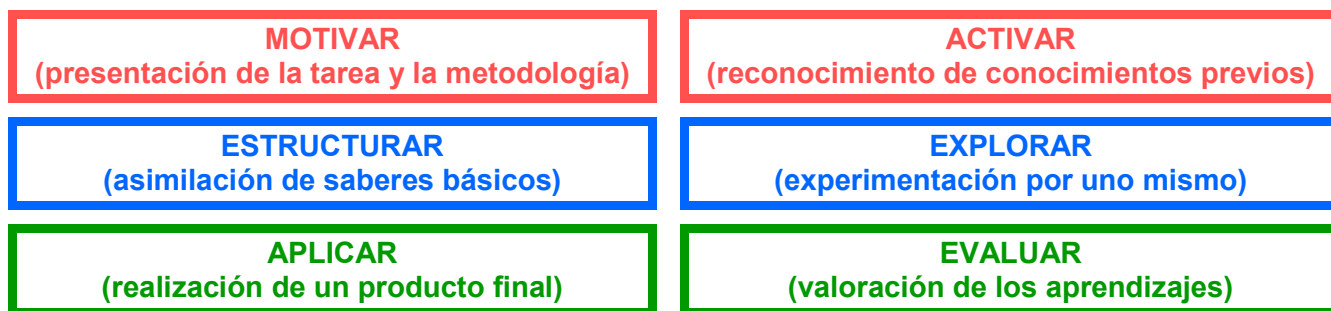 MOTIVAR
(presentación de la tarea y la metodología)
ACTIVAR
(reconocimiento de conocimientos previos)
ESTRUCTURAR
(asimilación de saberes básicos)
EXPLORAR
(experimentación por uno mismo)
APLICAR
(realización de un producto final)
EVALUAR
(valoración de los aprendizajes)